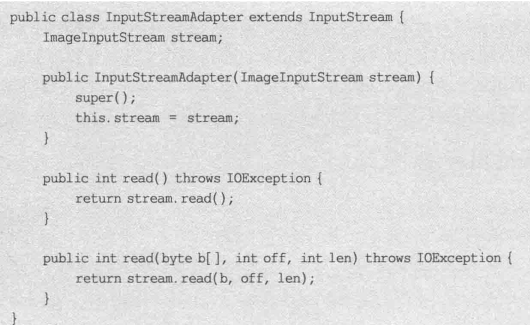 public class InputStreamAdapter extends InputStream {
    ImageInputStream stream;

    public InputStreamAdapter(ImageInputStream stream) {
        super();
        this.stream = stream;
    }

    public int read() throws IOException {
        return stream.read();
    }

    public int read(byte b[], int off, int len) throws IOException {
        return stream.read(b, off, len);
    }
}